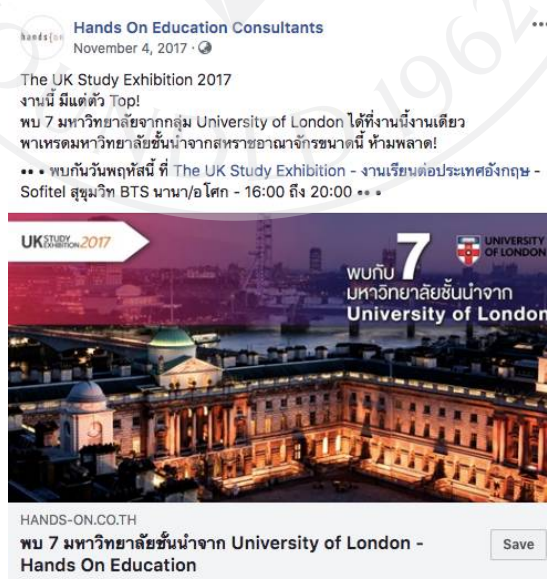 hands[on
Hands On Education Consultants
November 4, 2017 ·
The UK Study Exhibition 2017
งานนี้ มีแต่ตัว Top!
พบ 7 มหาวิทยาลัยจากกลุ่ม University of London ได้ที่งานนี้งานเดียว
พาเหรดมหาวิทยาลัยชั้นนำจากสหราชอาณาจักรขนาดนี้ ห้ามพลาด!
•• • พบกันวันพฤหัสนี้ ที่ The UK Study Exhibition - งานเรียนต่อประเทศอังกฤษ -
Sofitel สุขุมวิท BTS นานา/อโศก - 16:00 ถึง 20:00 •• •
UK STUDY EXHIBITION 2017
UNIVERSITY
OF LONDON
พบกับ 7
มหาวิทยาลัยชั้นนำจาก
University of London
HANDS-ON.CO.TH
พบ 7 มหาวิทยาลัยชั้นนำจาก University of London -
Hands On Education
Save